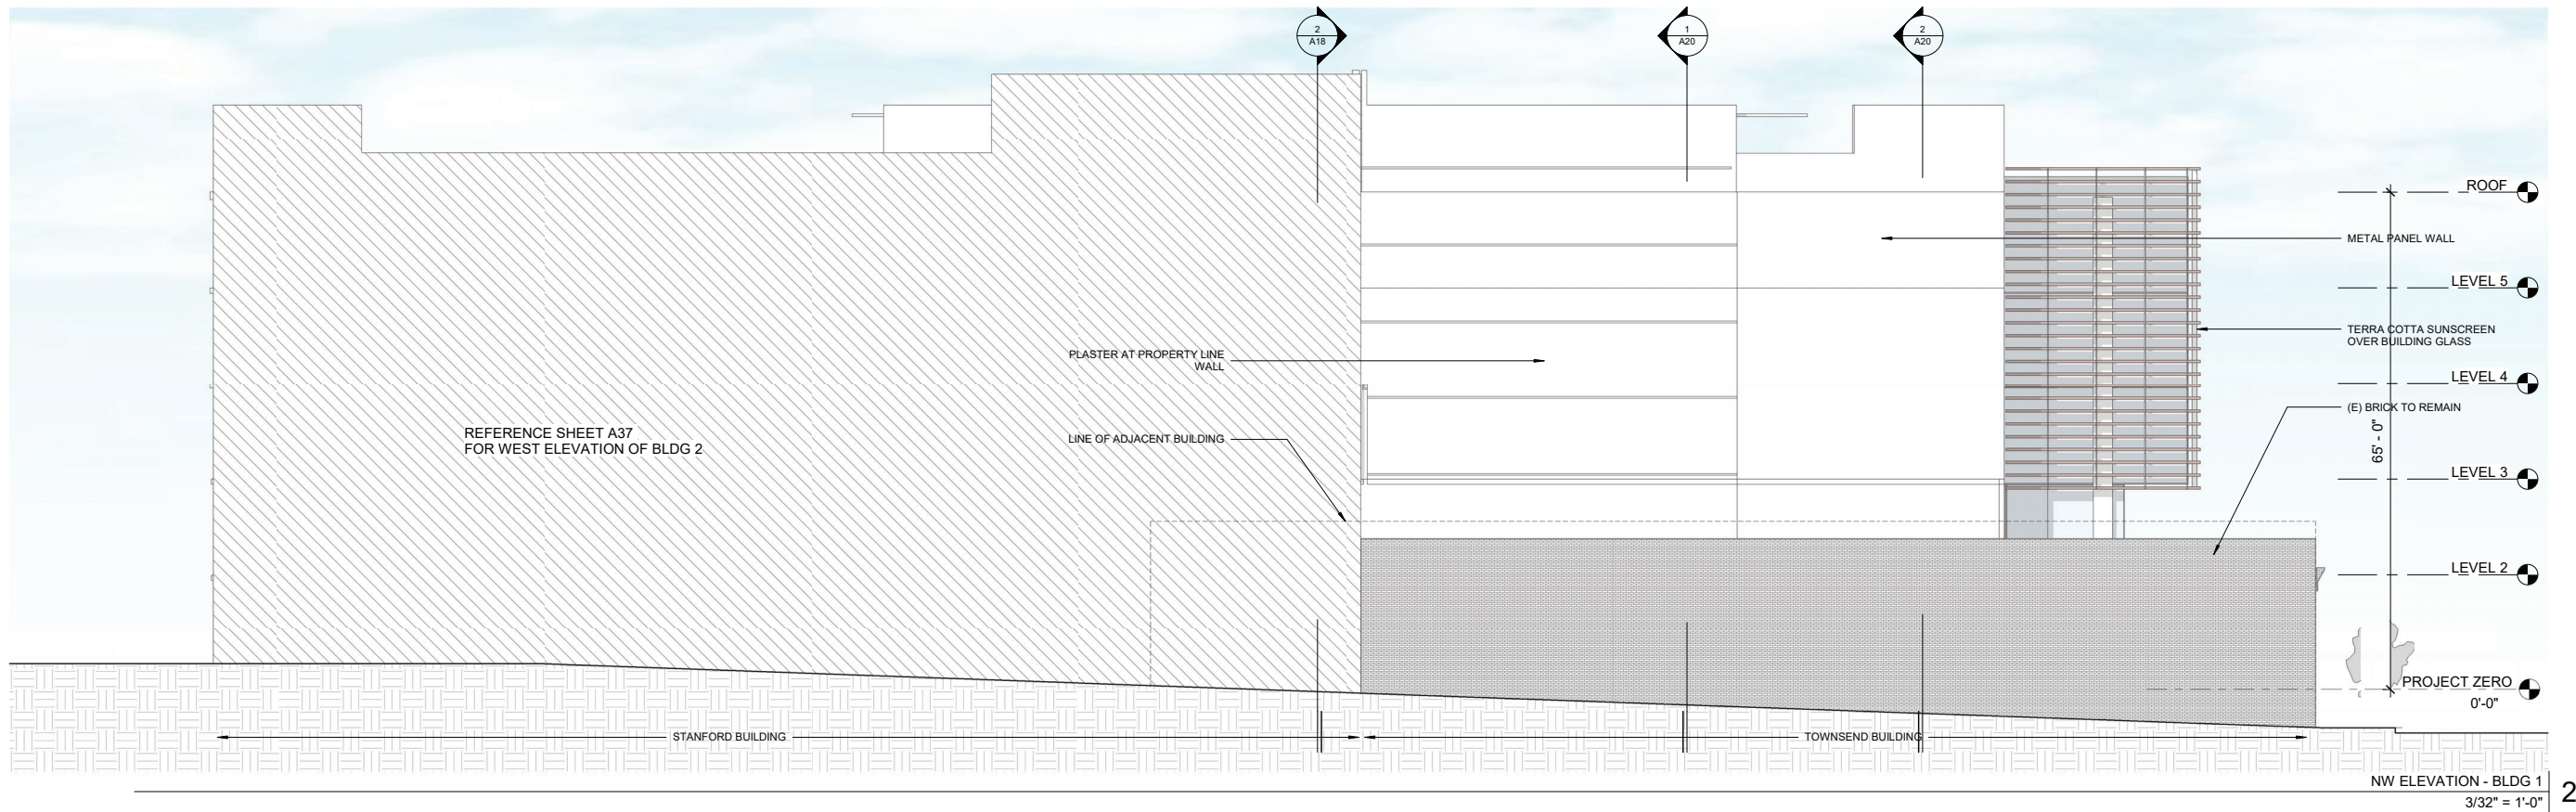 2
A18
1
A20
2
A20
ROOF
METAL PANEL WALL
LEVEL 5
TERRA COTTA SUNSCREEN
OVER BUILDING GLASS
PLASTER AT PROPERTY LINE
WALL
LEVEL 4
(E) BRICK TO REMAIN
REFERENCE SHEET A37
FOR WEST ELEVATION OF BLDG 2
LINE OF ADJACENT BUILDING
65' - 0"
LEVEL 3
LEVEL 2
PROJECT ZERO
0'-0"
STANFORD BUILDING
TOWNSEND BUILDING
NW ELEVATION - BLDG 1
3/32" = 1'-0"
2